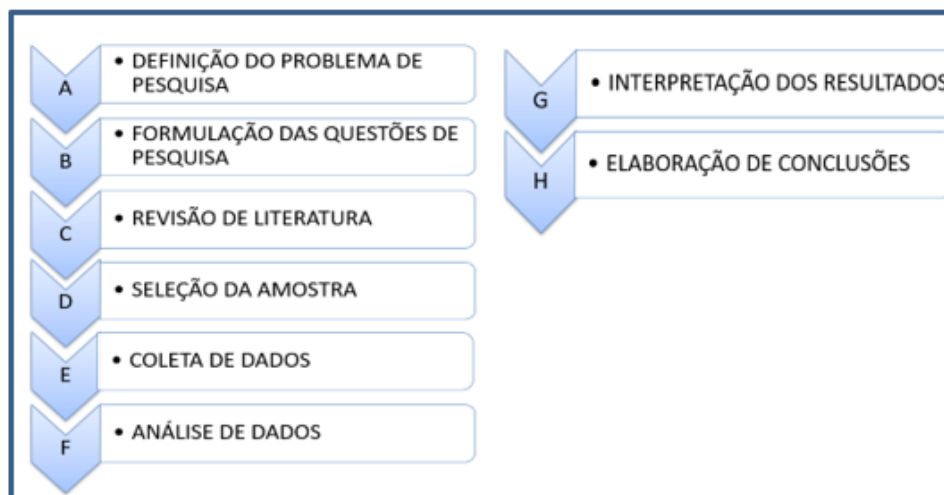 A
• DEFINIÇÃO DO PROBLEMA DE
PESQUISA
B
• FORMULAÇÃO DAS QUESTÕES DE
PESQUISA
C
• REVISÃO DE LITERATURA
D
• SELEÇÃO DA AMOSTRA
E
• COLETA DE DADOS
F
• ANÁLISE DE DADOS
G
• INTERPRETAÇÃO DOS RESULTADOS
H
• ELABORAÇÃO DE CONCLUSÕES